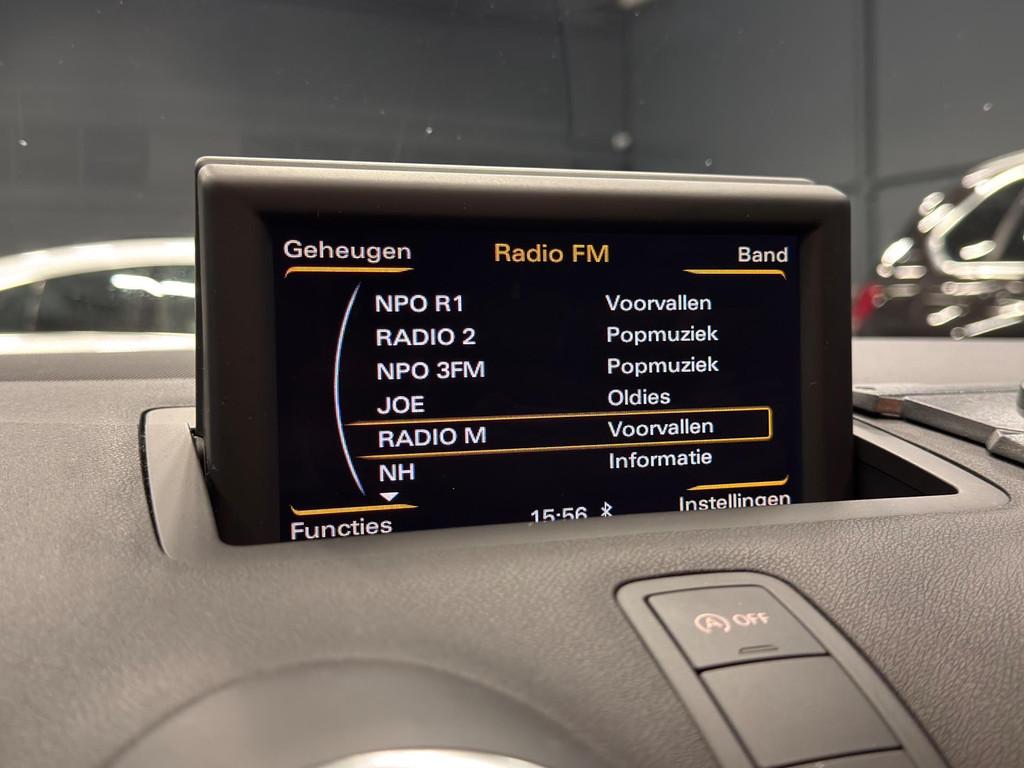 Geheugen Radio FM Band
NPO R1 Voorvallen
RADIO 2 Popmuziek
NPO 3FM Popmuziek
JOE Oldies
RADIO M Voorvallen
NH Informatie
Functies 15:56 Instellingen
A OFF